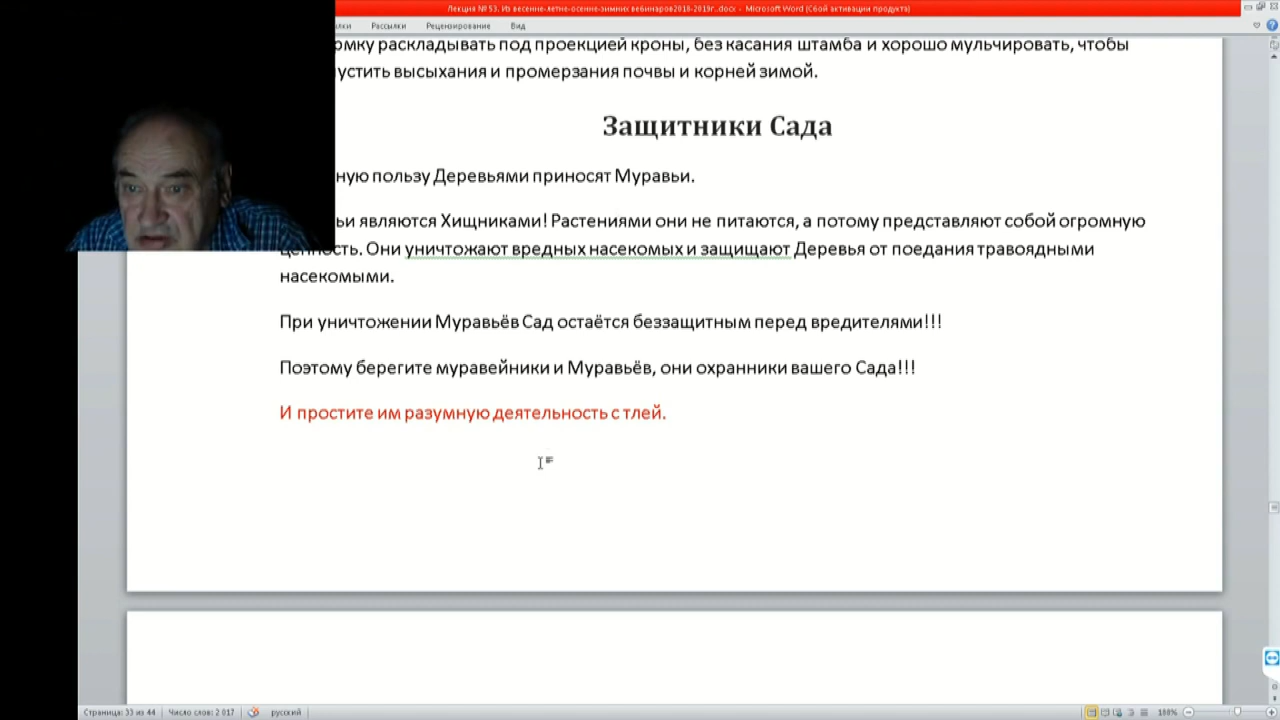 Лекция № 53. Из весенне-летне-осенне-зимних вебинаров2018-2019г..docx - Microsoft Word (Сбой активации продукта)
Рассылки Рецензирование Вид
раскладывать под проекцией кроны, без касания штамба и хорошо мульчировать, чтобы
высыхания и промерзания почвы и корней зимой.
Защитники Сада
пользу Деревьями приносят Муравьи.
являются Хищниками! Растениями они не питаются, а потому представляют собой огромную
ценность. Они уничтожают вредных насекомых и защищают Деревья от поедания травоядными
насекомыми.
При уничтожении Муравьёв Сад остаётся беззащитным перед вредителями!!!
Поэтому берегите муравейники и Муравьёв, они охранники вашего Сада!!!
И простите им разумную деятельность с тлей.
Страница: 33 из 44 Число слов: 2 017 русский 188%